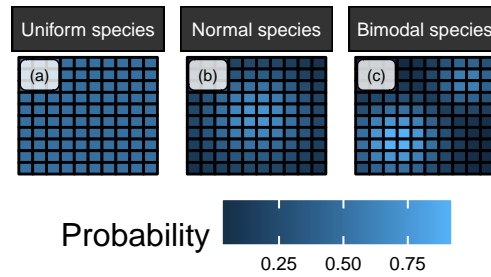 Uniform species Normal species Bimodal species
(a) (b) (c)
Probability
0.25 0.50 0.75